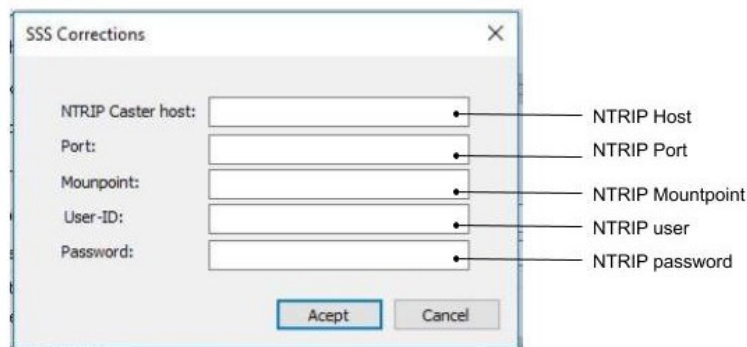 SSS Corrections
NTRIP Caster host:
NTRIP Host
Port:
NTRIP Port
Mounpoint:
NTRIP Mountpoint
User-ID:
NTRIP user
Password:
NTRIP password
Acept
Cancel